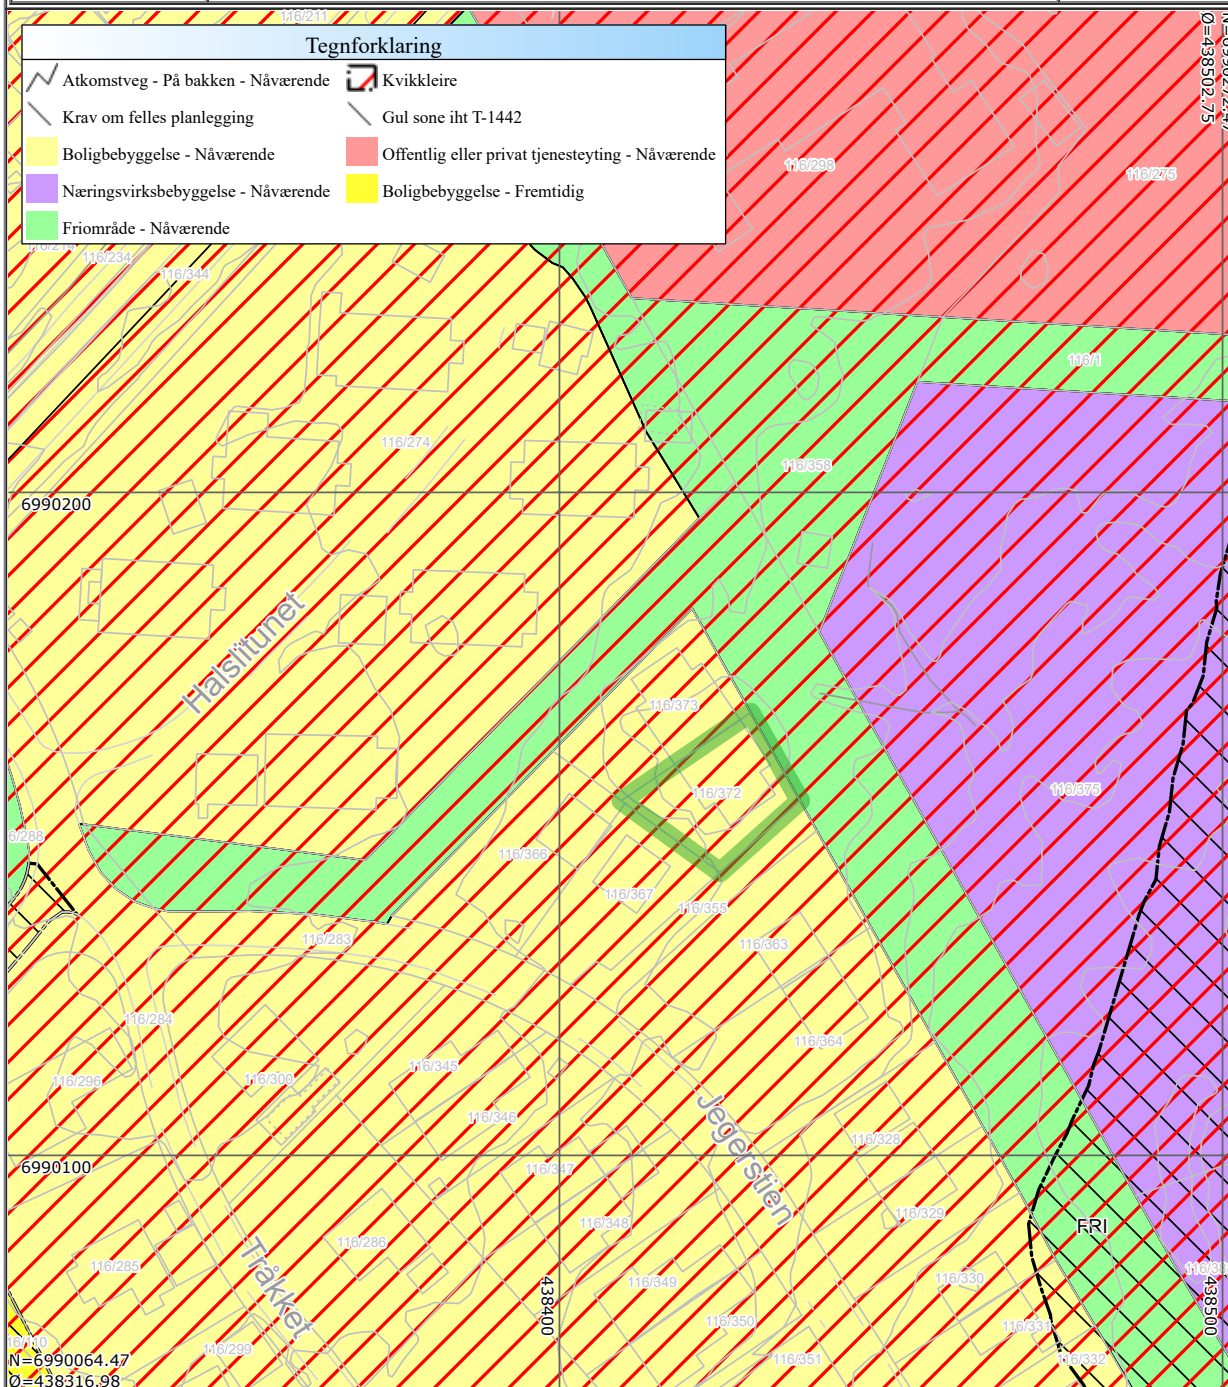 116/211
Tegnforklaring
Atkomstveg - På bakken - Nåværende
Kvikkleire
Krav om felles planlegging
Gul sone iht T-1442
Boligbebyggelse - Nåværende
Offentlig eller privat tjenesteyting - Nåværende
Næringsvirksbebyggelse - Nåværende
Boligbebyggelse - Fremtidig
Friområde - Nåværende
Ø=438502.75
116/298
116/275
116/234
116/344
116/1
116/274
116/358
6990200
Halslitunet
116/373
116/372
116/375
6/288
116/366
116/367
116/355
116/283
116/363
116/284
116/364
116/345
116/300
116/296
116/346
Jegerstien
116/328
6990100
116/347
116/329
116/348
FRI
116/286
116/285
Tråkket
116/330
116/349
438400
438500
116/350
116/331
116/299
116/351
116/332
N=6990064.47
Ø=438316.98